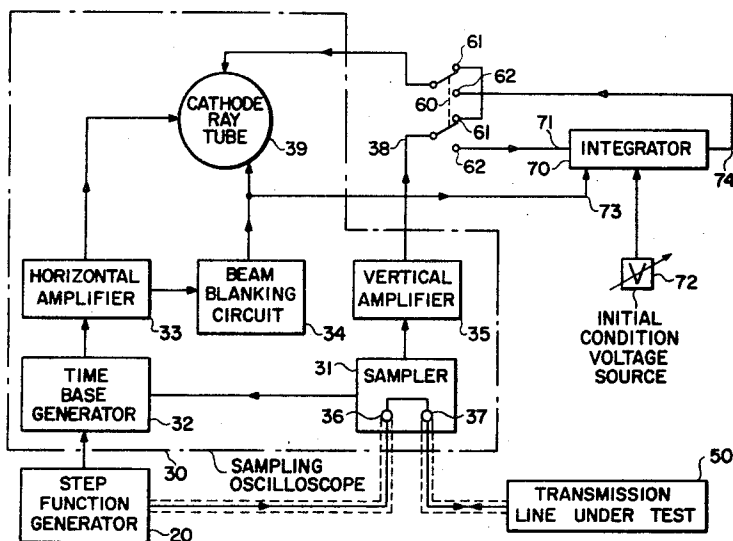 61
62
CATHODE
RAY
TUBE
60
61
38
71
39
62
INTEGRATOR
70
74
73
HORIZONTAL
AMPLIFIER
BEAM
BLANKING
CIRCUIT
VERTICAL
AMPLIFIER
V
72
33
34
35
INITIAL
CONDITION
VOLTAGE
SOURCE
31
TIME
BASE
GENERATOR
SAMPLER
36
37
32
50
30
SAMPLING
OSCILLOSCOPE
STEP
FUNCTION
GENERATOR
TRANSMISSION
LINE UNDER TEST
20